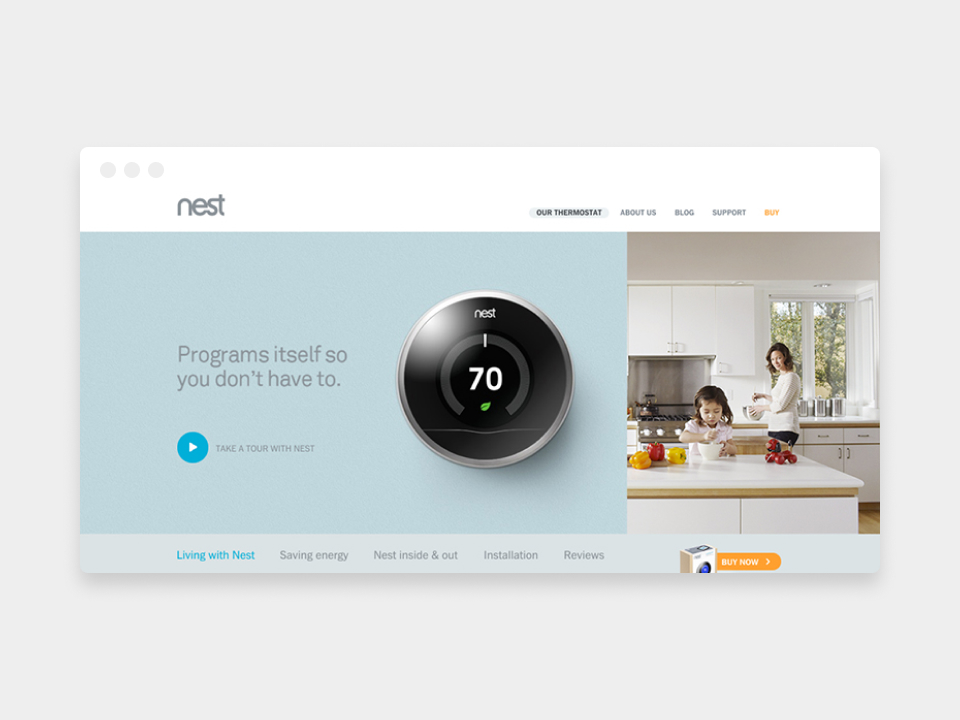 nest
OUR THERMOSTAT ABOUT US BLOG SUPPORT BUY
nest
Programs itself so
you don't have to.
70
TAKE A TOUR WITH NEST
Living with Nest Saving energy Nest inside & out Installation Reviews
BUY NOW